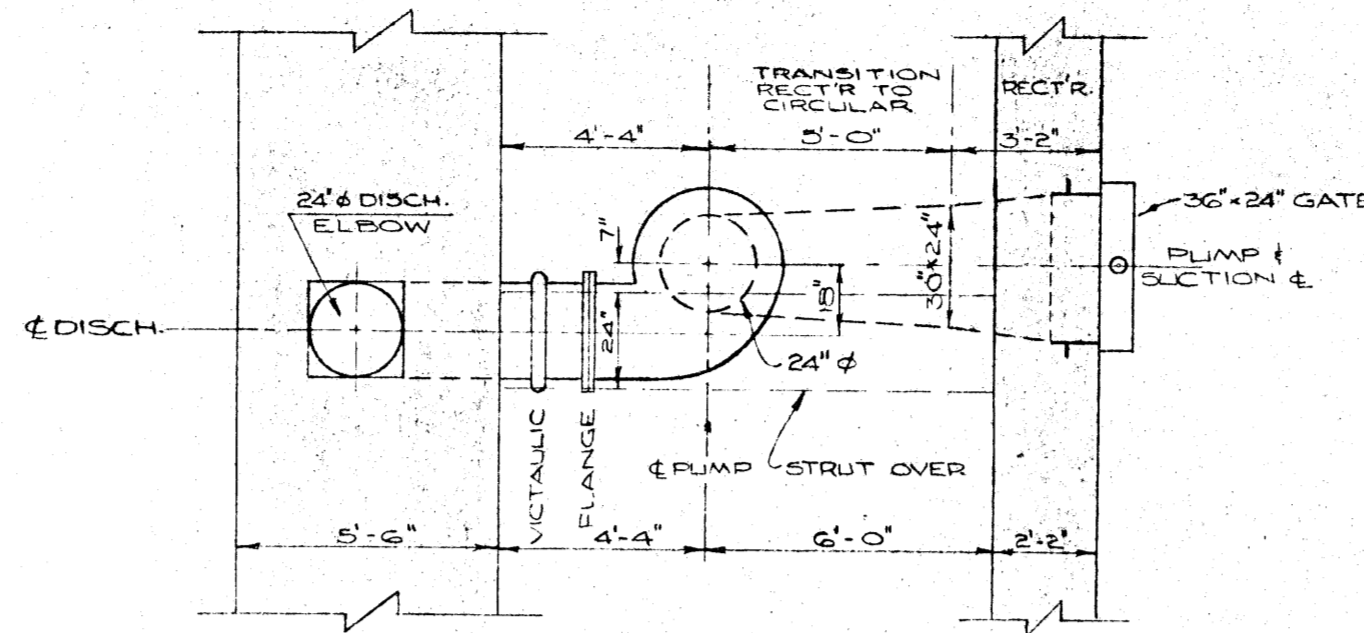 TRANSITION
RECT'R TO
CIRCULAR
RECT'R.
4'-4"
5'-0"
3'-2"
24"⌀ DISCH.
ELBOW
7"
36"×24" GATE
30"×24"
PUMP &
SUCTION ℄
18"
℄ DISCH.
24"
24" ⌀
VICTAULIC
FLANGE
℄ PUMP
STRUT OVER
5'-6"
4'-4"
6'-0"
2'-2"